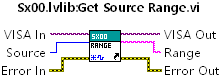 Sx00.lvlib:Get Source Range.vi
VISA In
SX00
VISA Out
Source
RANGE
Range
Error In
Error Out